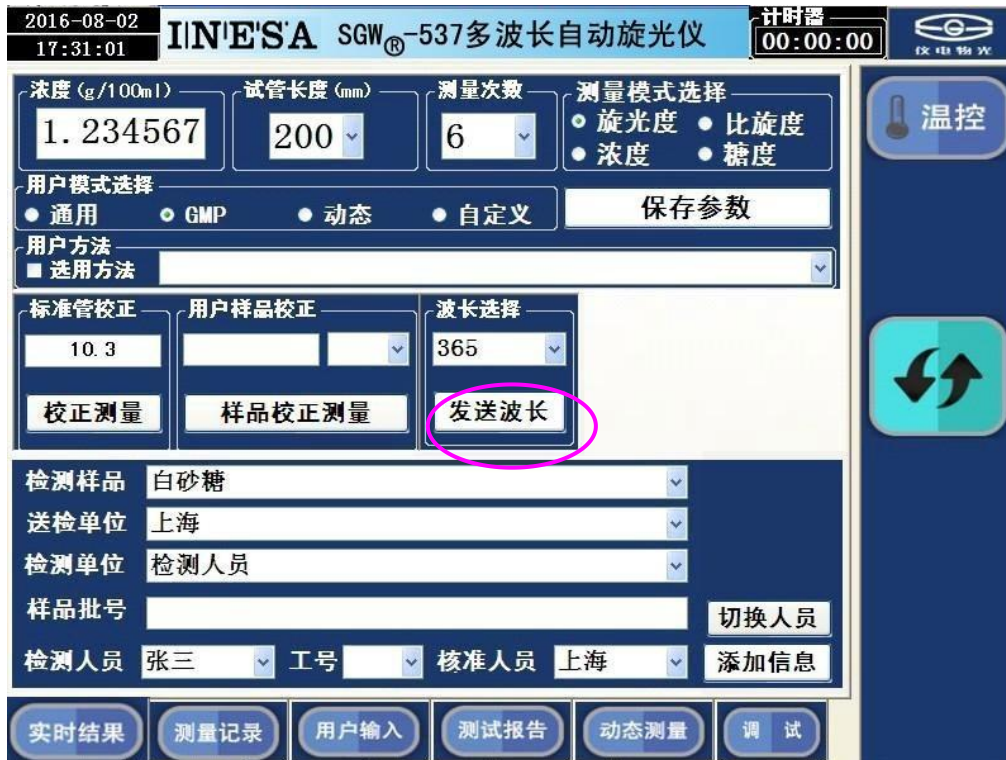 2016-08-02
17:31:01
INESA SGW®-537多波长自动旋光仪
计时器
00:00:00
仪电物光
浓度(g/100ml) 试管长度(mm) 测量次数 测量模式选择
1.234567 200 6 旋光度 比旋度
浓度 糖度
温控
用户模式选择
通用 GMP 动态 自定义 保存参数
用户方法
选用方法
标准管校正 用户样品校正 波长选择
10.3 365
校正测量 样品校正测量 发送波长
检测样品 白砂糖
送检单位 上海
检测单位 检测人员
样品批号 切换人员
检测人员 张三 工号 核准人员 上海 添加信息
实时结果 测量记录 用户输入 测试报告 动态测量 调 试